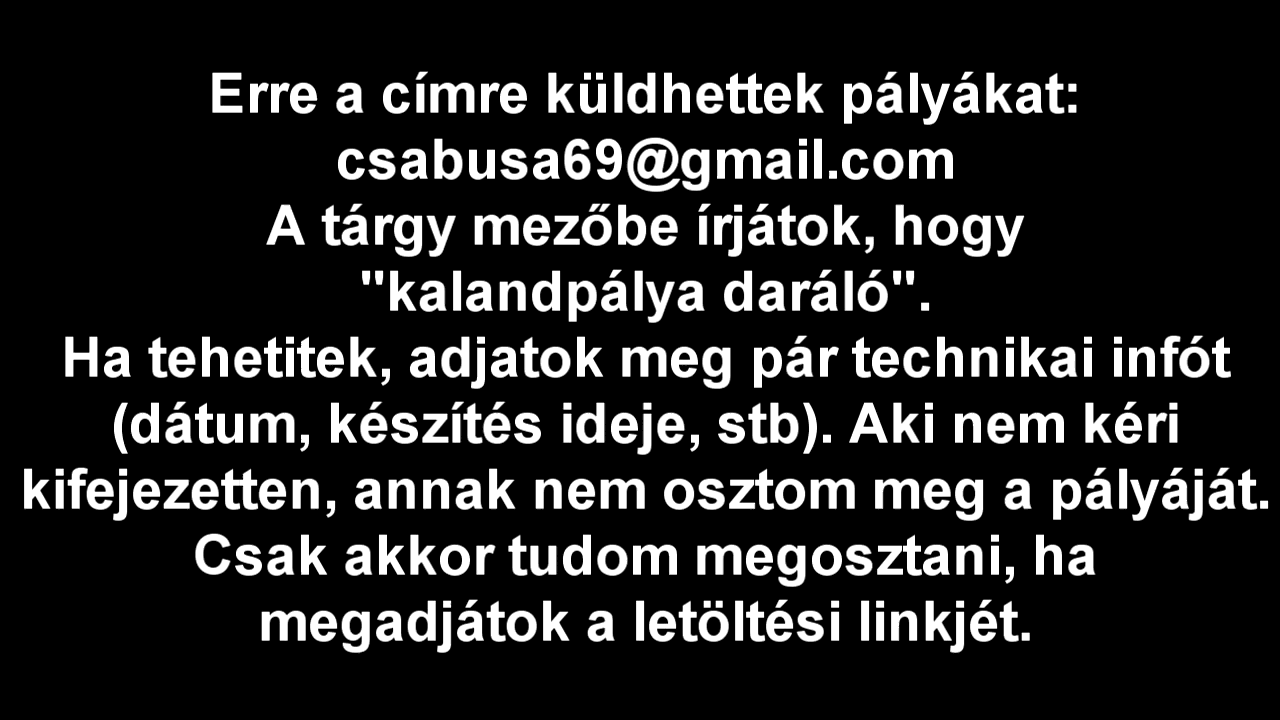 Erre a címre küldhettek pályákat:
csabusa69@gmail.com
A tárgy mezőbe írjátok, hogy
"kalandpálya daráló".
Ha tehetitek, adjatok meg pár technikai infót
(dátum, készítés ideje, stb). Aki nem kéri
kifejezetten, annak nem osztom meg a pályáját.
Csak akkor tudom megosztani, ha
megadjátok a letöltési linkjét.